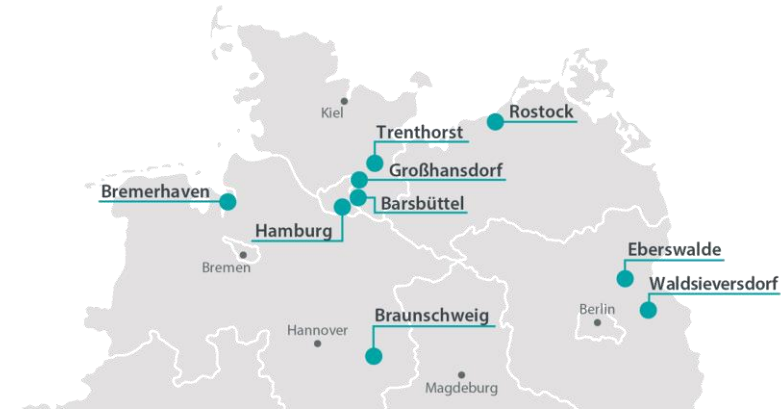 Rostock
Kiel
Trenthorst
Großhansdorf
Bremerhaven
Barsbüttel
Hamburg
Eberswalde
Bremen
Waldsieversdorf
Berlin
Braunschweig
Hannover
Magdeburg